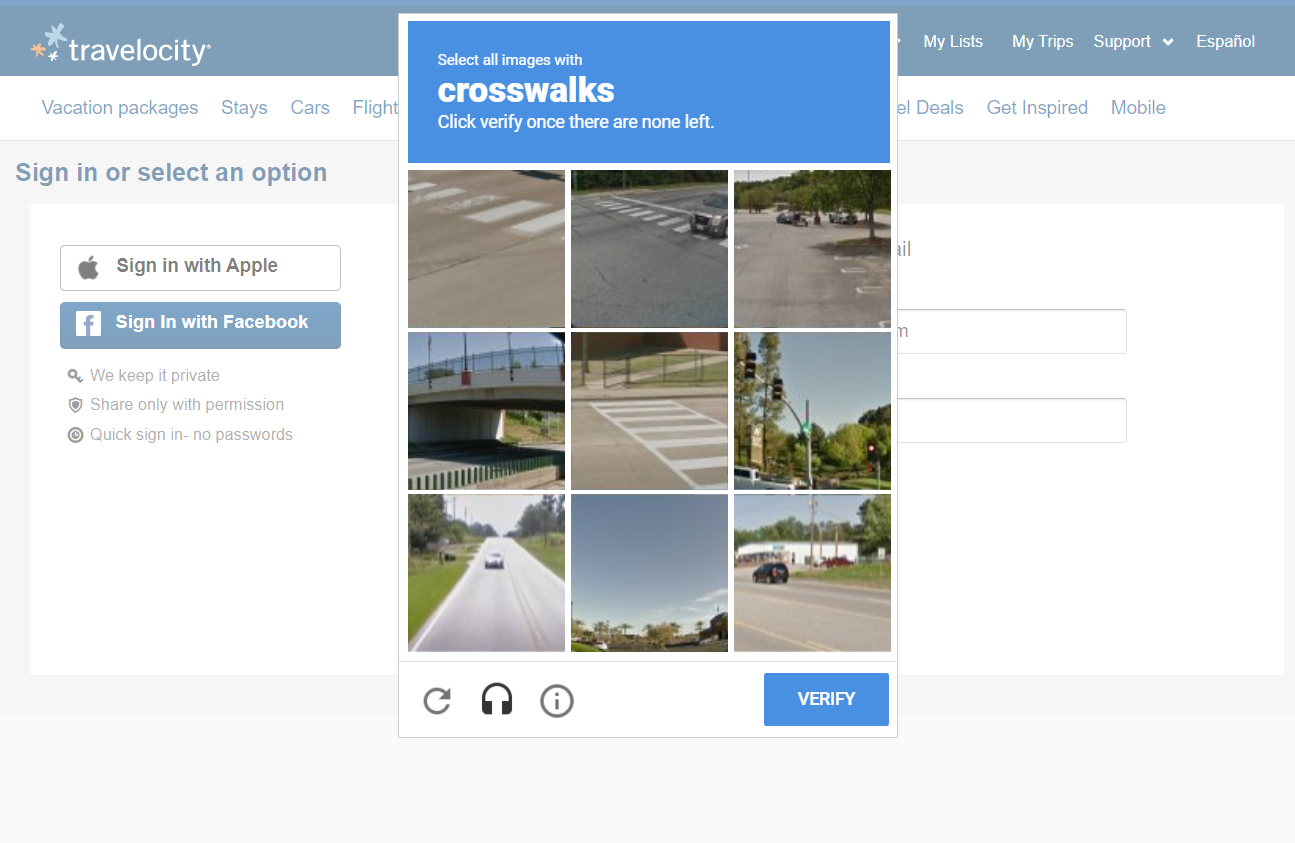 travelocity®
My Lists
My Trips
Support
Español
Vacation packages
Stays
Cars
Flight
el Deals
Get Inspired
Mobile
Sign in or select an option
Select all images with
crosswalks
Click verify once there are none left.
Sign in with Apple
Sign In with Facebook
We keep it private
Share only with permission
Quick sign in- no passwords
ail
m
VERIFY